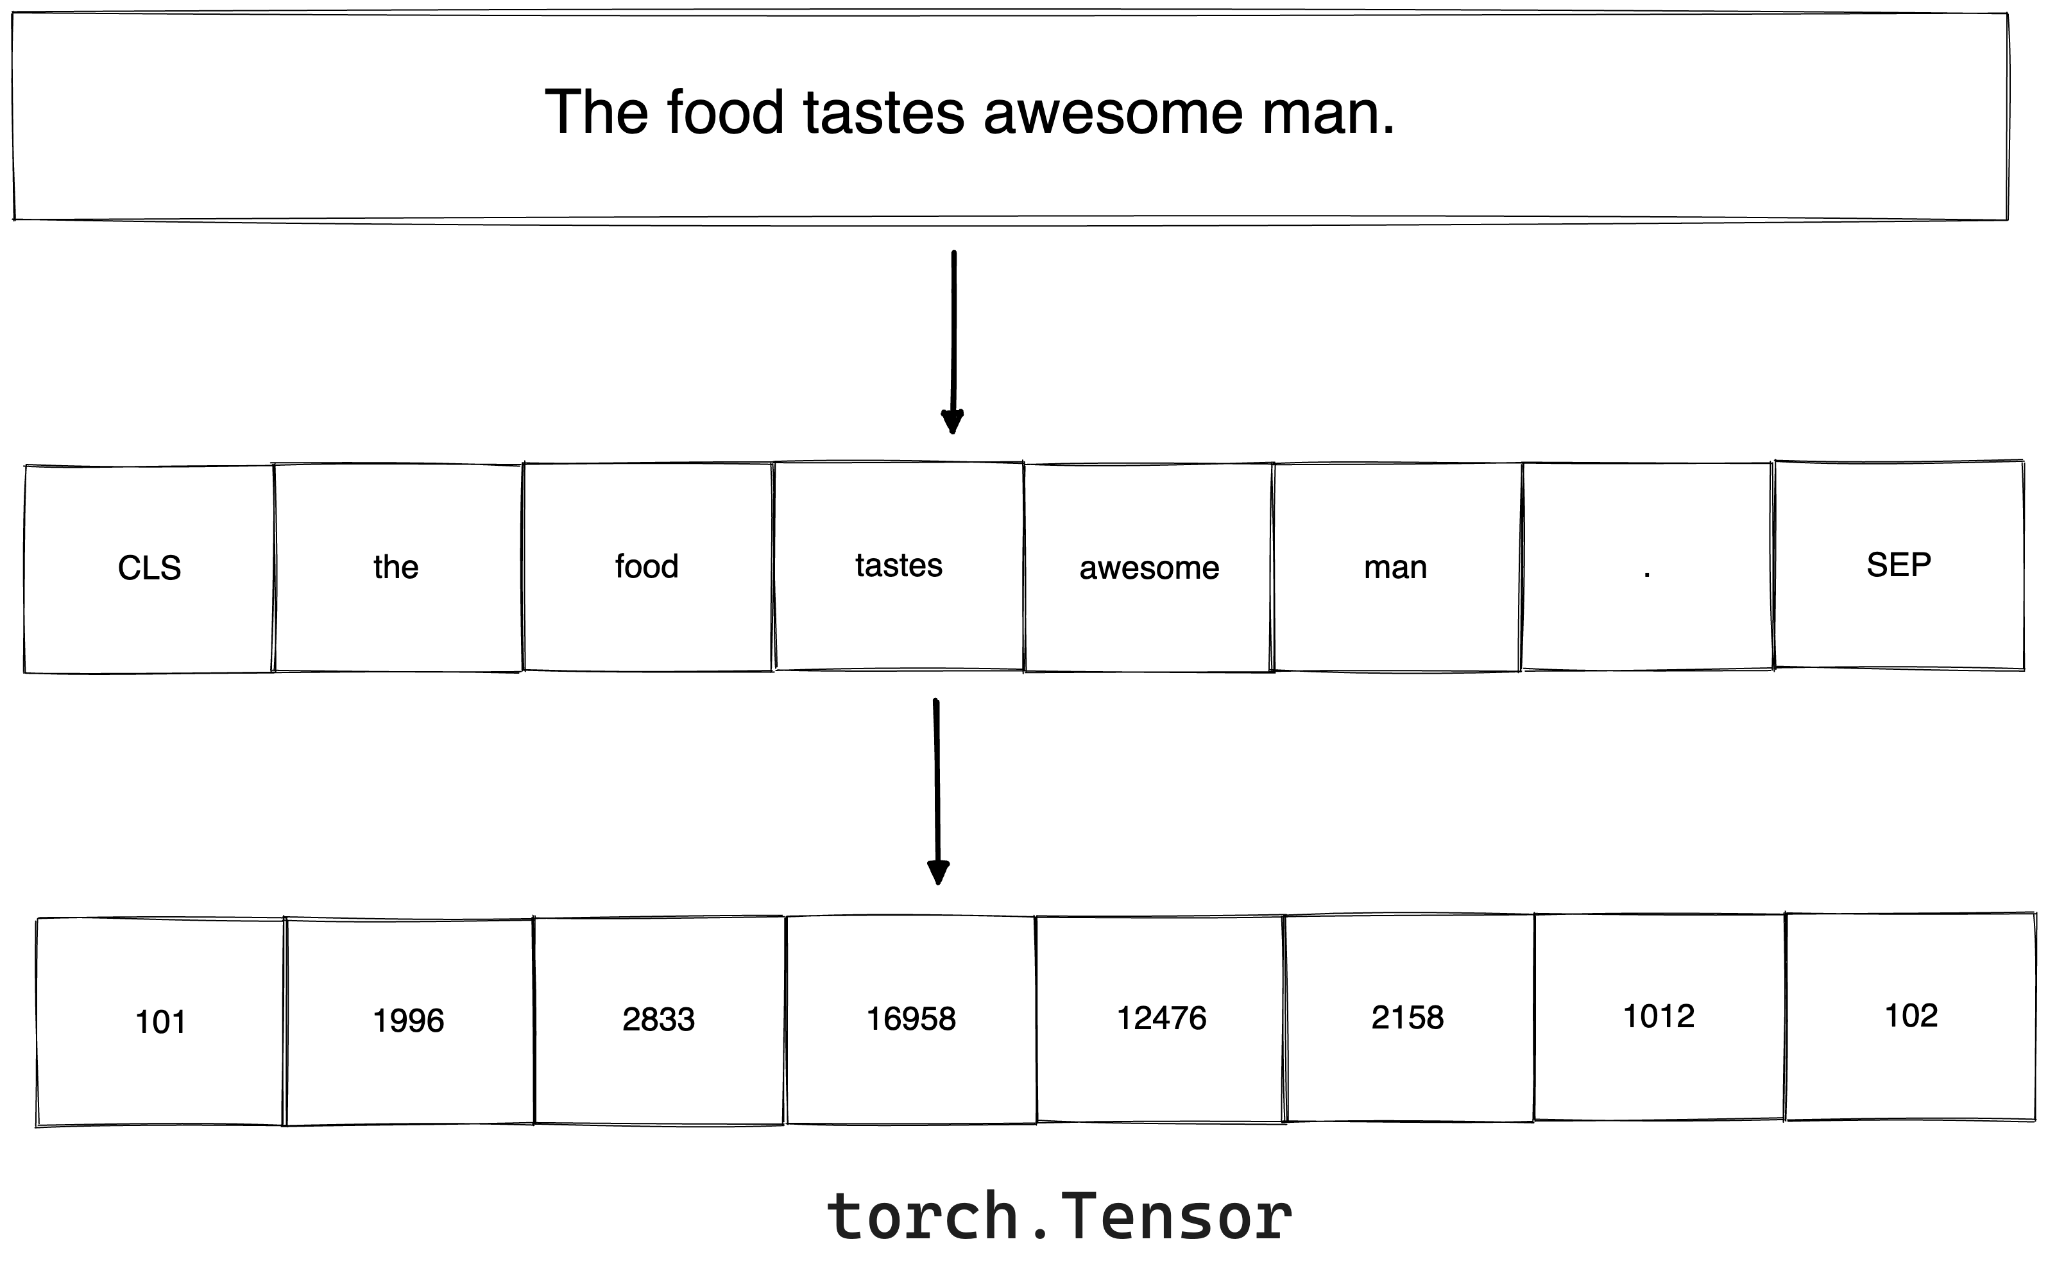 The food tastes awesome man.
CLS the food tastes awesome man . SEP
101 1996 2833 16958 12476 2158 1012 102
torch.Tensor